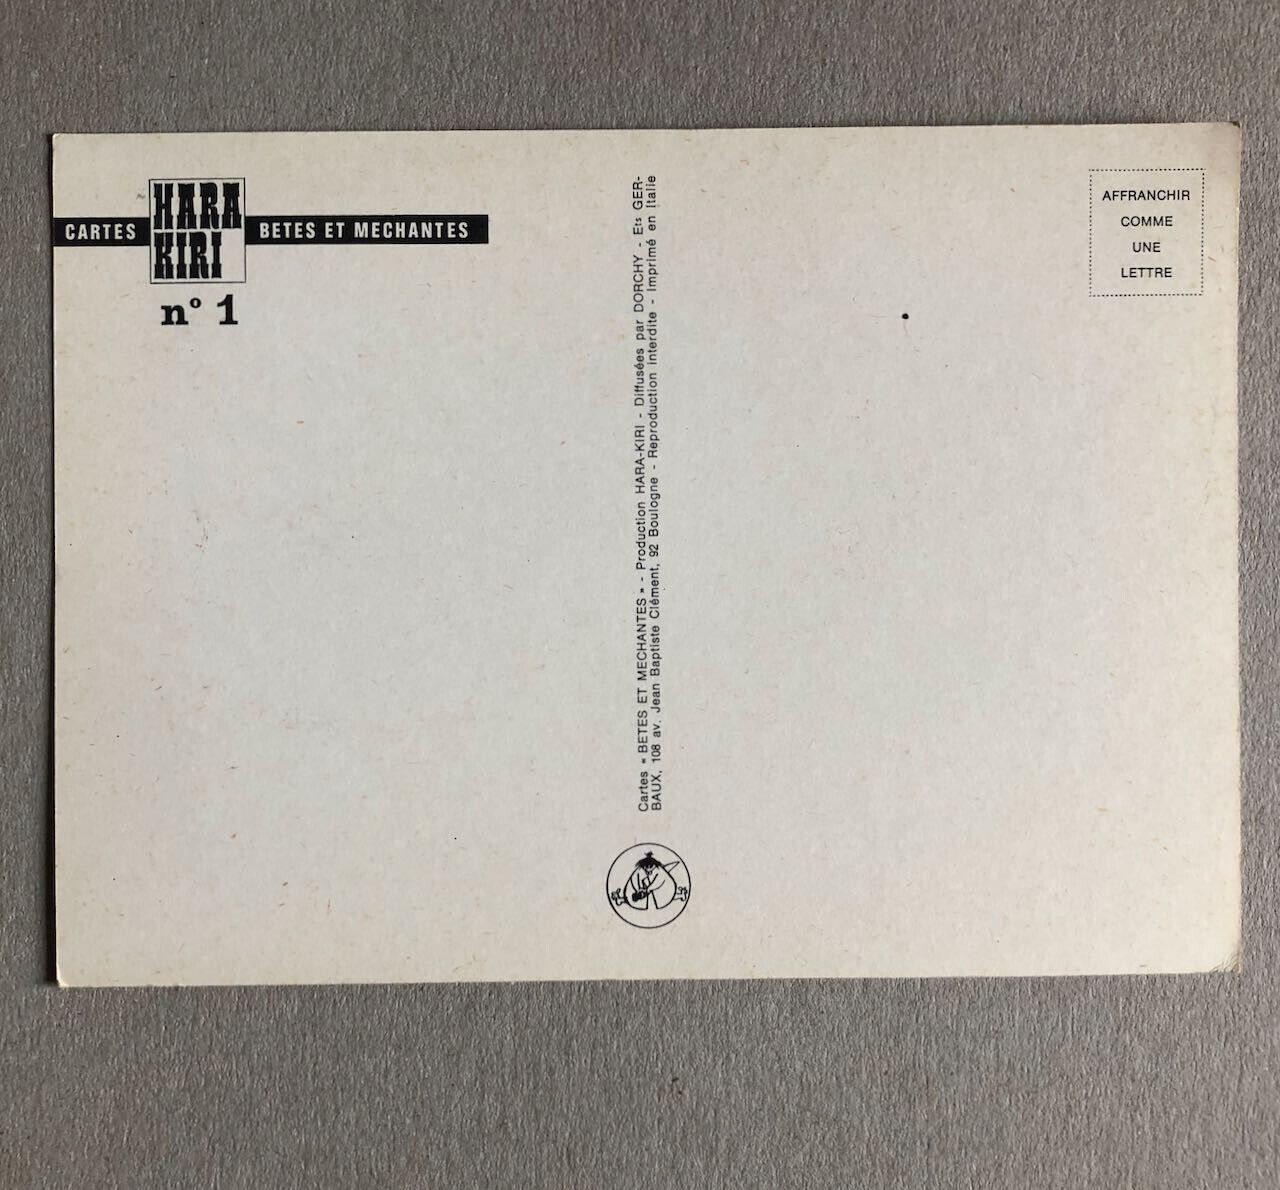 CARTES HARA KIRI BETES ET MECHANTES
nº 1
Cartes « BETES ET MECHANTES » - Production HARA-KIRI - Diffusées par DORCHY - Ets GER-
BAUX, 108 av. Jean Baptiste Clément, 92 Boulogne - Reproduction interdite - Imprimé en Italie
AFFRANCHIR
COMME
UNE
LETTRE